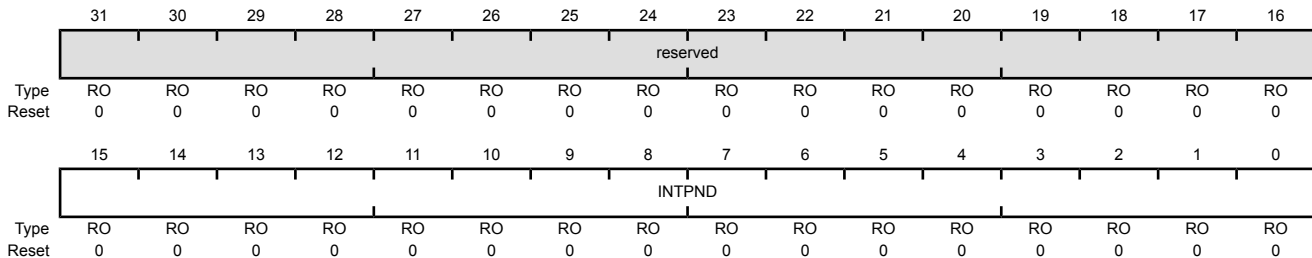 31 30 29 28 27 26 25 24 23 22 21 20 19 18 17 16
reserved
Type RO RO RO RO RO RO RO RO RO RO RO RO RO RO RO RO
Reset 0 0 0 0 0 0 0 0 0 0 0 0 0 0 0 0
15 14 13 12 11 10 9 8 7 6 5 4 3 2 1 0
INTPND
Type RO RO RO RO RO RO RO RO RO RO RO RO RO RO RO RO
Reset 0 0 0 0 0 0 0 0 0 0 0 0 0 0 0 0